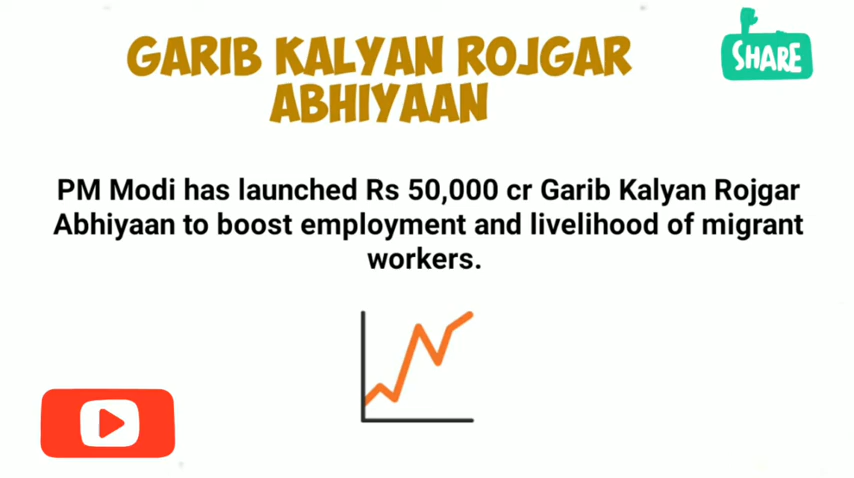 GARIB KALYAN ROJGAR
ABHIYAAN
SHARE
PM Modi has launched Rs 50,000 cr Garib Kalyan Rojgar
Abhiyaan to boost employment and livelihood of migrant
workers.